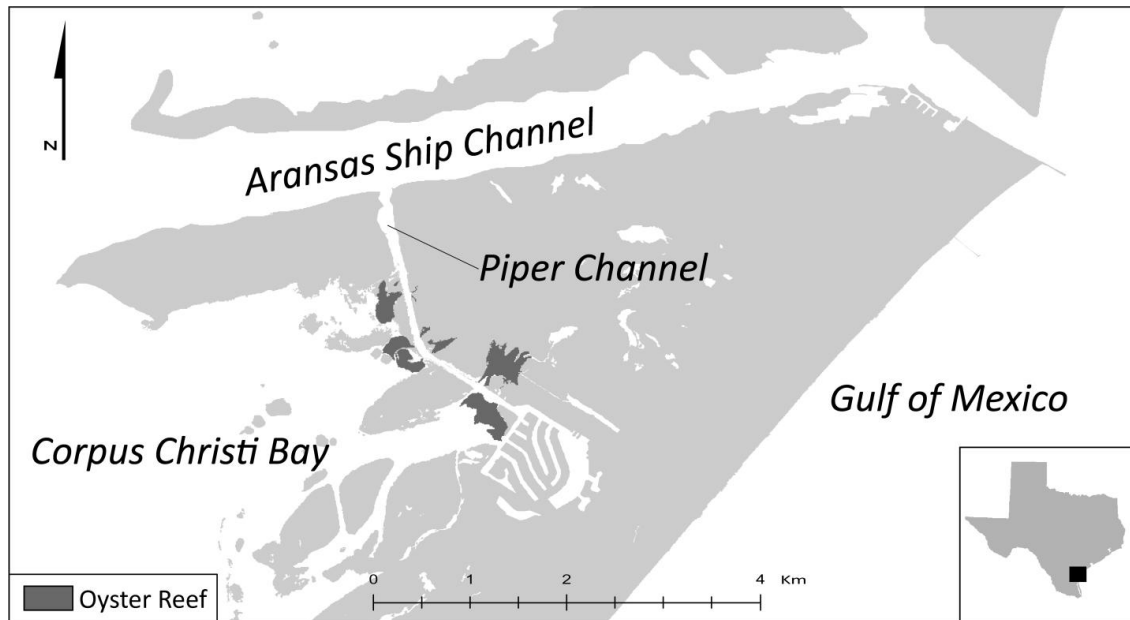 N
Aransas Ship Channel
Piper Channel
Gulf of Mexico
Corpus Christi Bay
Oyster Reef
0 1 2 4 Km